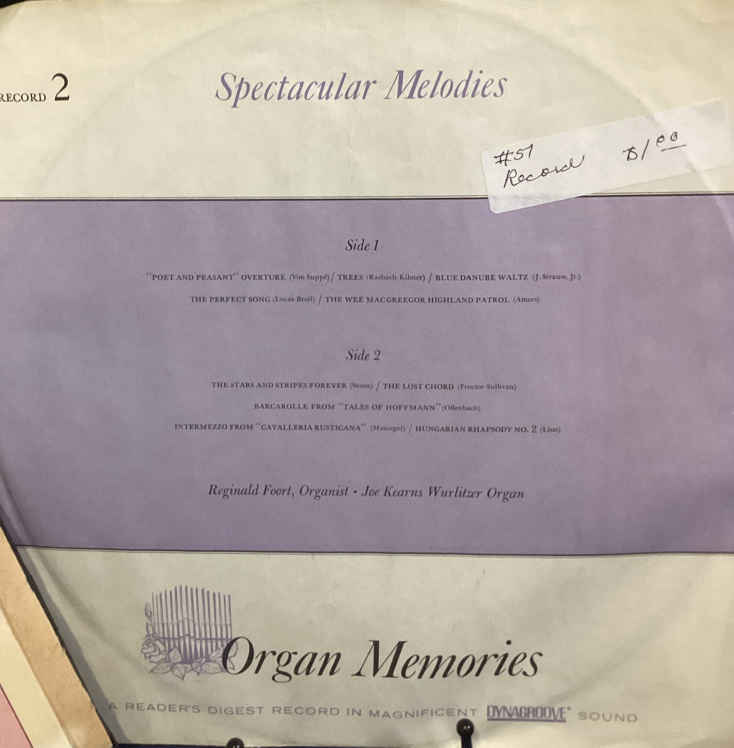 RECORD 2
Spectacular Melodies
#57
Record $1.00
Side 1
"POET AND PEASANT" OVERTURE (Von Suppé) / TREES (Rasbach-Kilmer) / BLUE DANUBE WALTZ (J. Strauss, Jr.)
THE PERFECT SONG (Lucas-Breil) / THE WEE MACGREEGOR HIGHLAND PATROL (Amers)
Side 2
THE STARS AND STRIPES FOREVER (Sousa) / THE LOST CHORD (Proctor-Sullivan)
BARCAROLLE FROM "TALES OF HOFFMANN" (Offenbach)
INTERMEZZO FROM "CAVALLERIA RUSTICANA" (Mascagni) / HUNGARIAN RHAPSODY NO. 2 (Liszt)
Reginald Foort, Organist • Joe Kearns Wurlitzer Organ
Organ Memories
A READER'S DIGEST RECORD IN MAGNIFICENT DYNAGROOVE SOUND